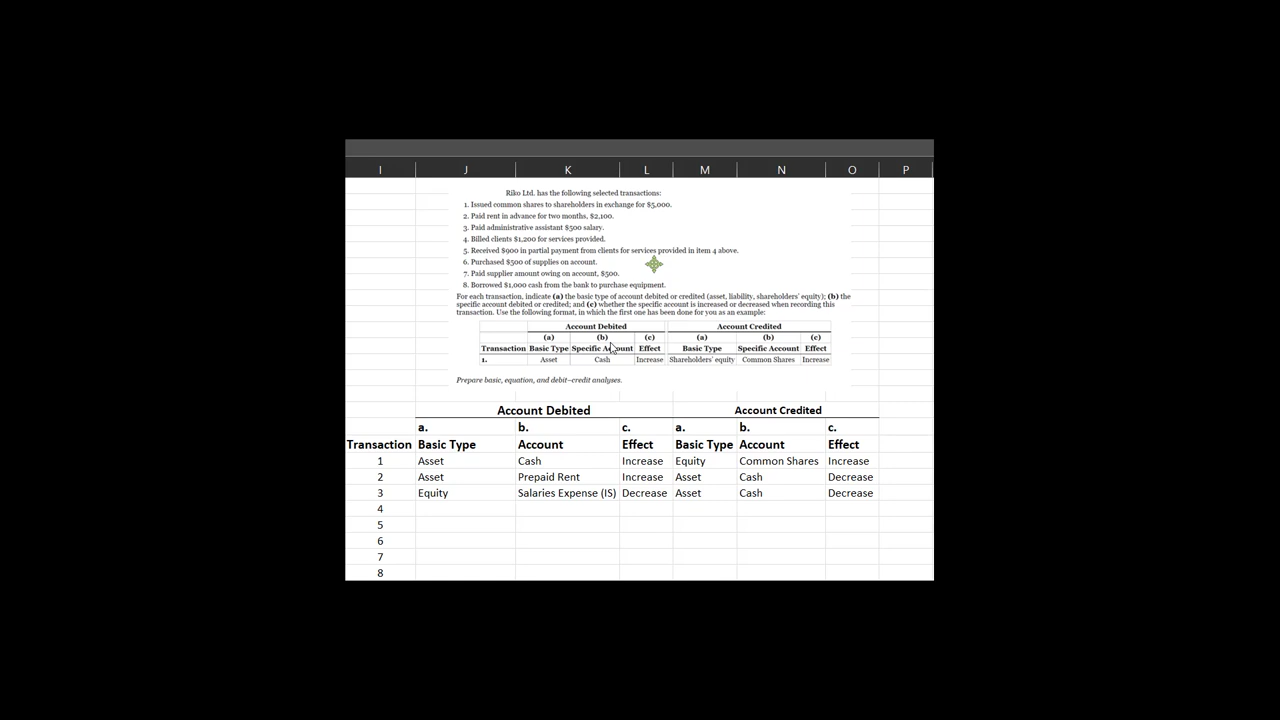 I J K L M N O P
Riko Ltd. has the following selected transactions:
1. Issued common shares to shareholders in exchange for $5,000.
2. Paid rent in advance for two months, $2,100.
3. Paid administrative assistant $500 salary.
4. Billed clients $1,200 for services provided.
5. Received $900 in partial payment from clients for services provided in item 4 above.
6. Purchased $500 of supplies on account.
7. Paid supplier amount owing on account, $500.
8. Borrowed $1,000 cash from the bank to purchase equipment.
For each transaction, indicate (a) the basic type of account debited or credited (asset, liability, shareholders' equity); (b) the
specific account debited or credited; and (c) whether the specific account is increased or decreased when recording this
transaction. Use the following format, in which the first one has been done for you as an example:
Account Debited Account Credited
(a) (b) (c) (a) (b) (c)
Transaction Basic Type Specific Account Effect Basic Type Specific Account Effect
1. Asset Cash Increase Shareholders' equity Common Shares Increase
Prepare basic, equation, and debit–credit analyses.
Account Debited Account Credited
a. b. c. a. b. c.
Transaction Basic Type Account Effect Basic Type Account Effect
1 Asset Cash Increase Equity Common Shares Increase
2 Asset Prepaid Rent Increase Asset Cash Decrease
3 Equity Salaries Expense (IS) Decrease Asset Cash Decrease
4
5
6
7
8